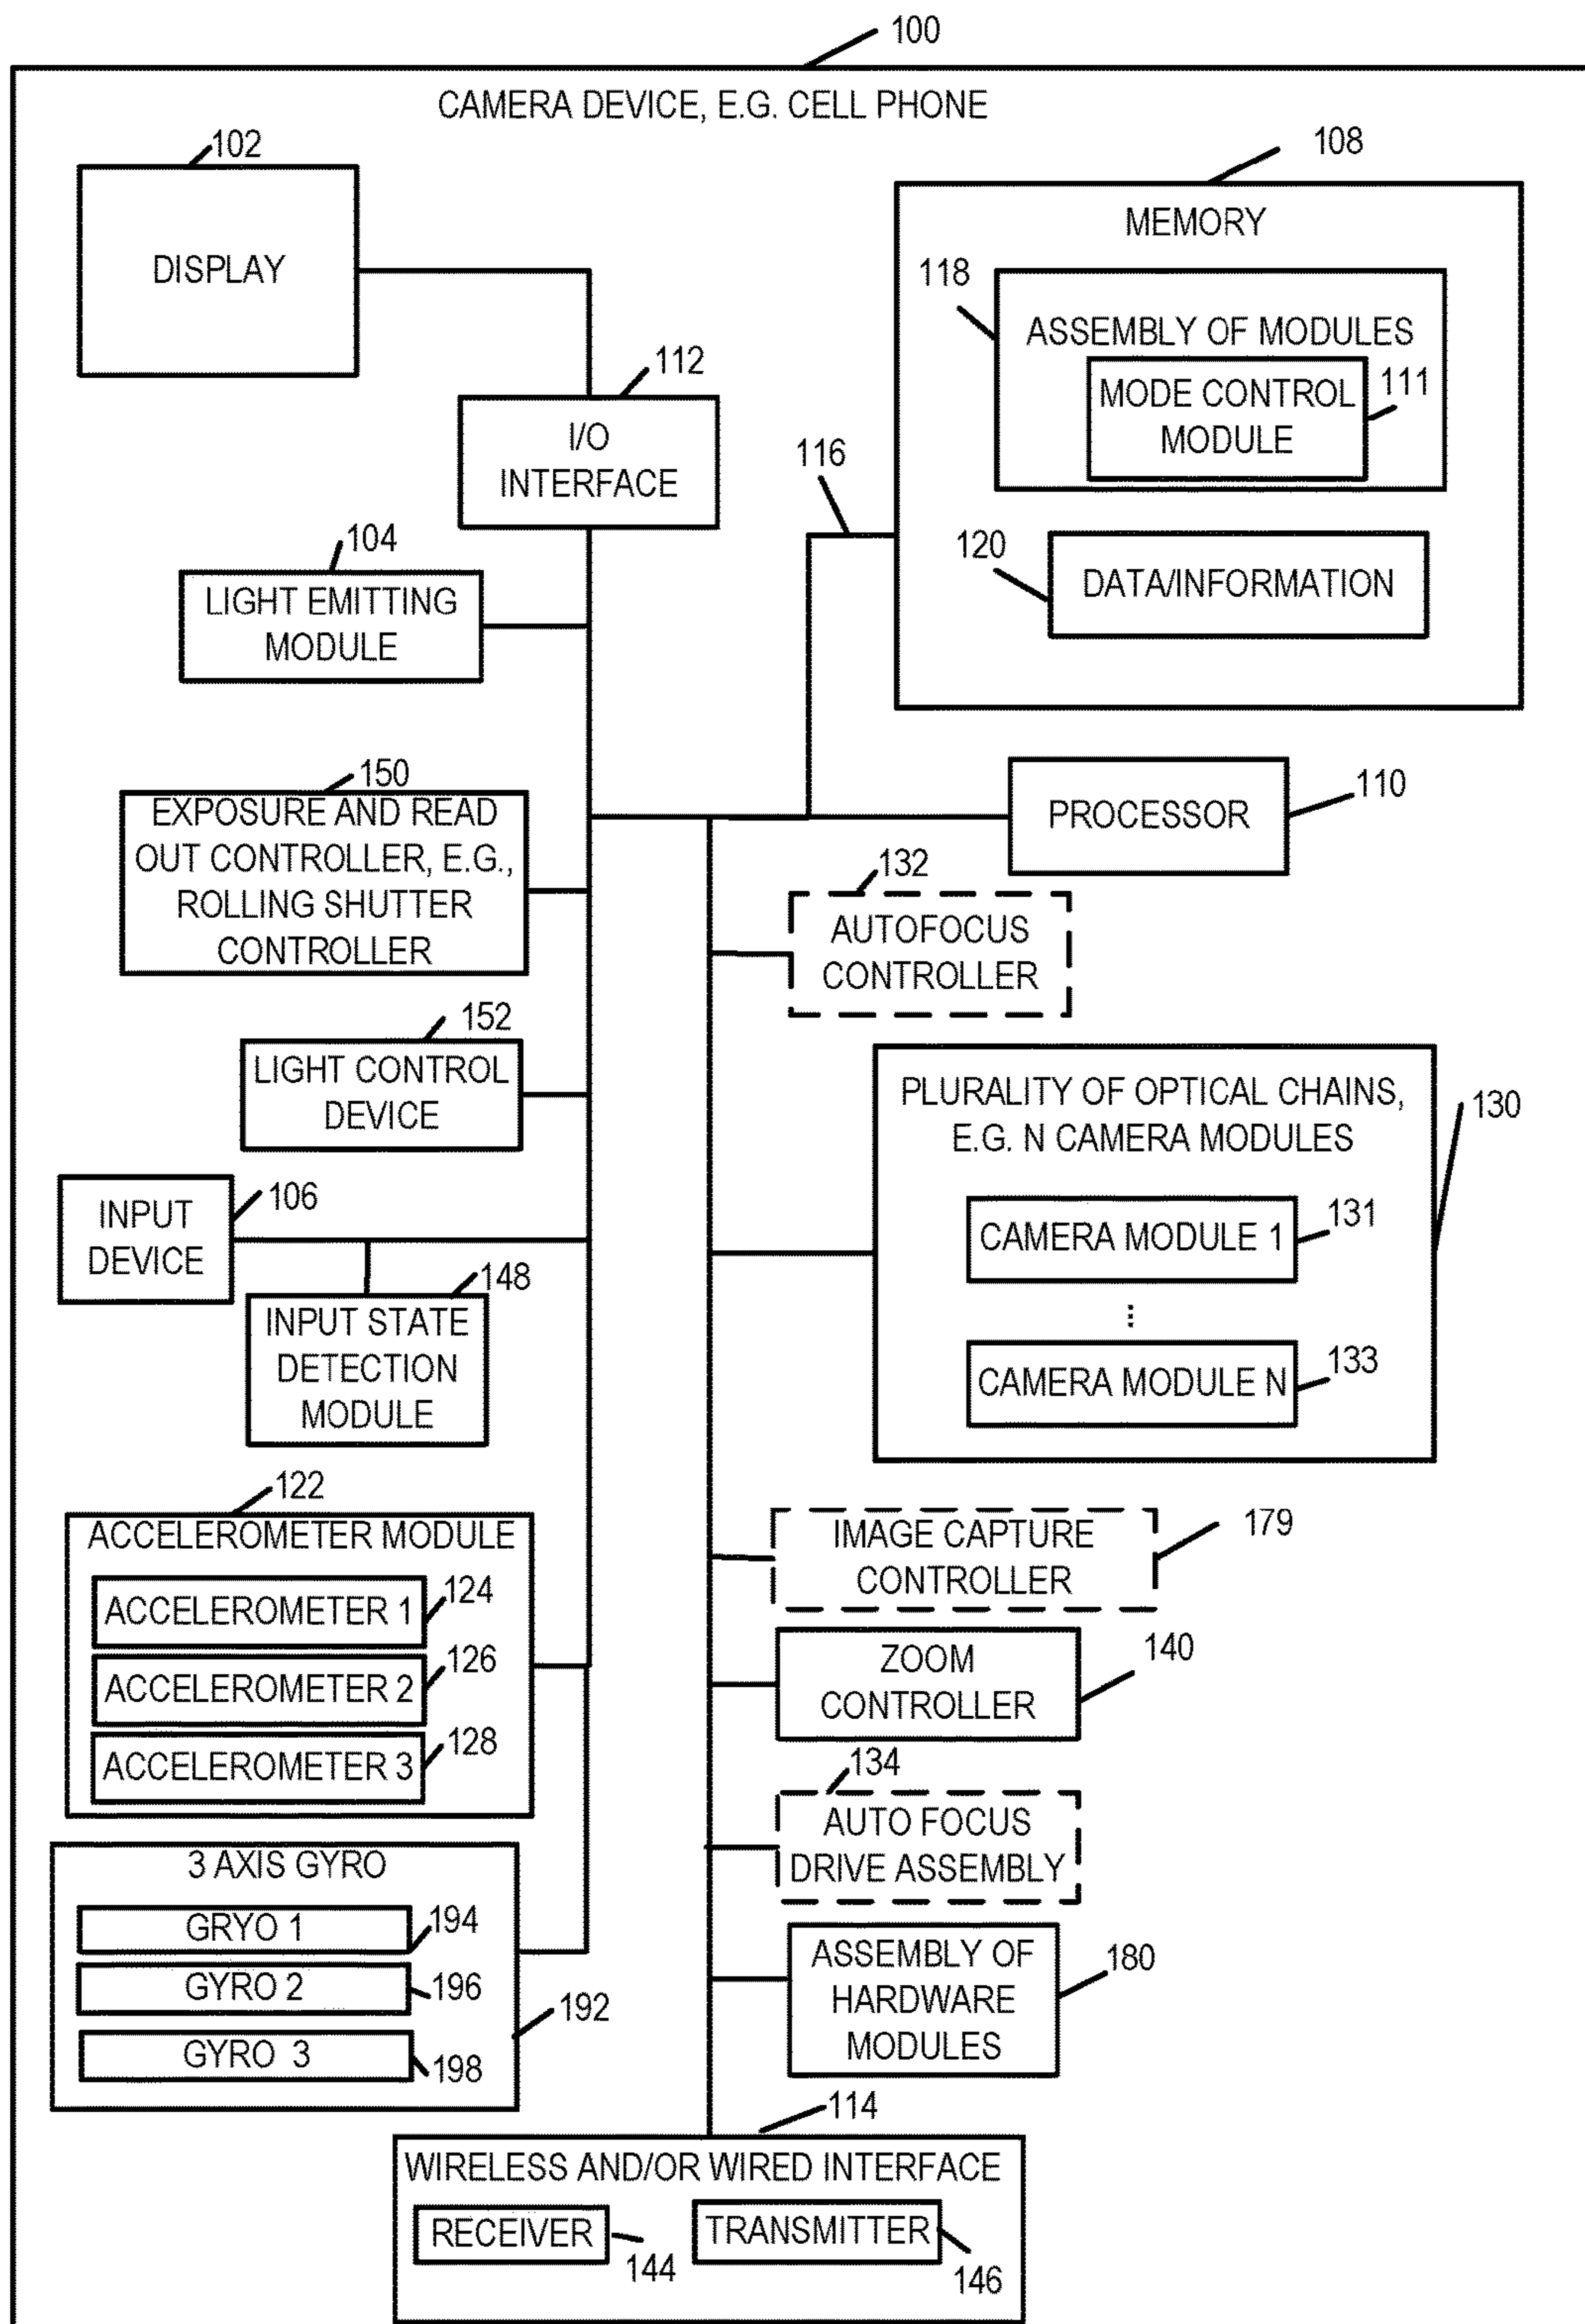 100
CAMERA DEVICE, E.G. CELL PHONE
102
DISPLAY
108
MEMORY
118
ASSEMBLY OF MODULES
MODE CONTROL
MODULE
111
120
DATA/INFORMATION
112
I/O
INTERFACE
116
104
LIGHT EMITTING
MODULE
150
EXPOSURE AND READ
OUT CONTROLLER, E.G.,
ROLLING SHUTTER
CONTROLLER
PROCESSOR
110
132
AUTOFOCUS
CONTROLLER
152
LIGHT CONTROL
DEVICE
PLURALITY OF OPTICAL CHAINS,
E.G. N CAMERA MODULES
130
CAMERA MODULE 1
131
⋮
CAMERA MODULE N
133
INPUT
DEVICE
106
148
INPUT STATE
DETECTION
MODULE
122
ACCELEROMETER MODULE
ACCELEROMETER 1
124
ACCELEROMETER 2
126
ACCELEROMETER 3
128
IMAGE CAPTURE
CONTROLLER
179
ZOOM
CONTROLLER
140
134
AUTO FOCUS
DRIVE ASSEMBLY
3 AXIS GYRO
GRYO 1
194
GYRO 2
196
GYRO 3
198
192
ASSEMBLY OF
HARDWARE
MODULES
180
114
WIRELESS AND/OR WIRED INTERFACE
RECEIVER
144
TRANSMITTER
146